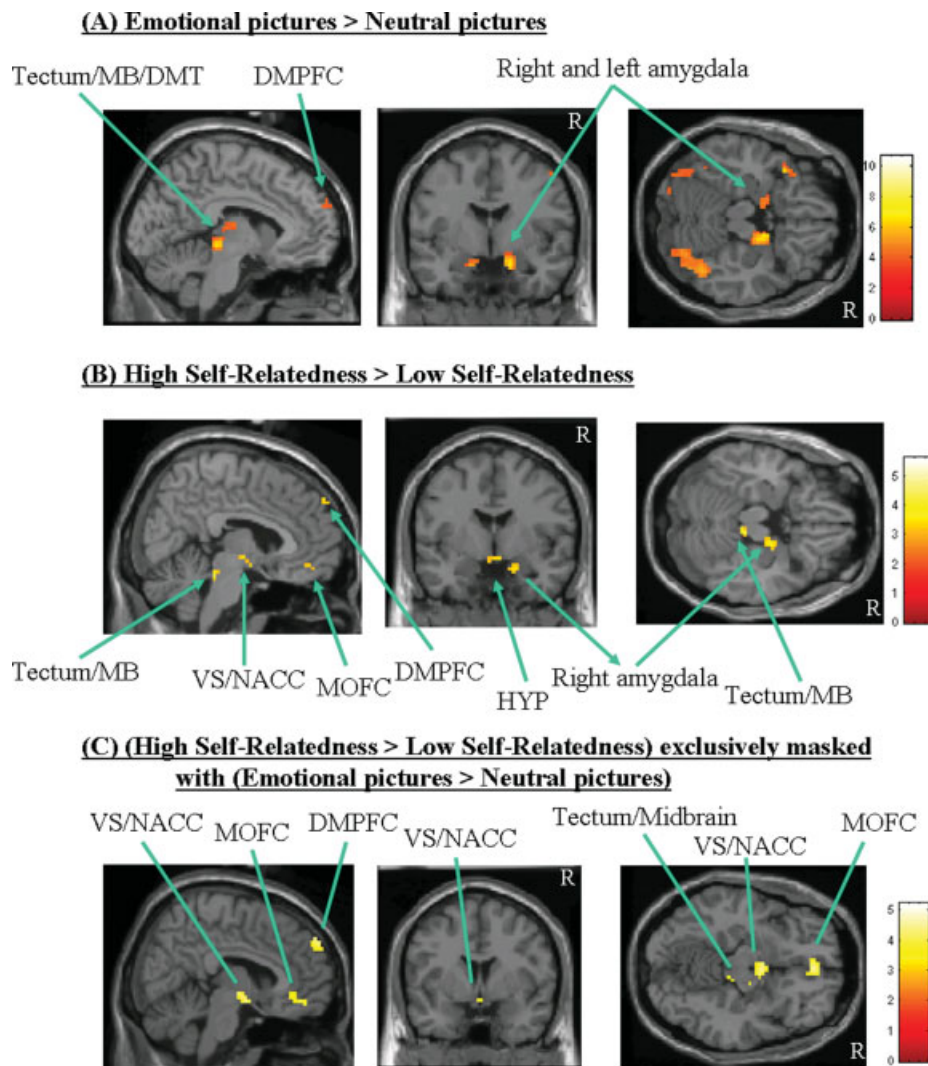 (A) Emotional pictures > Neutral pictures
Tectum/MB/DMT
DMPFC
Right and left amygdala
R
R
10
8
6
4
2
0
(B) High Self-Relatedness > Low Self-Relatedness
R
R
5
4
3
2
1
0
Tectum/MB
VS/NACC
MOFC
DMPFC
HYP
Right amygdala
Tectum/MB
(C) (High Self-Relatedness > Low Self-Relatedness) exclusively masked
with (Emotional pictures > Neutral pictures)
VS/NACC
MOFC
DMPFC
VS/NACC
Tectum/Midbrain
VS/NACC
MOFC
R
R
5
4
3
2
1
0